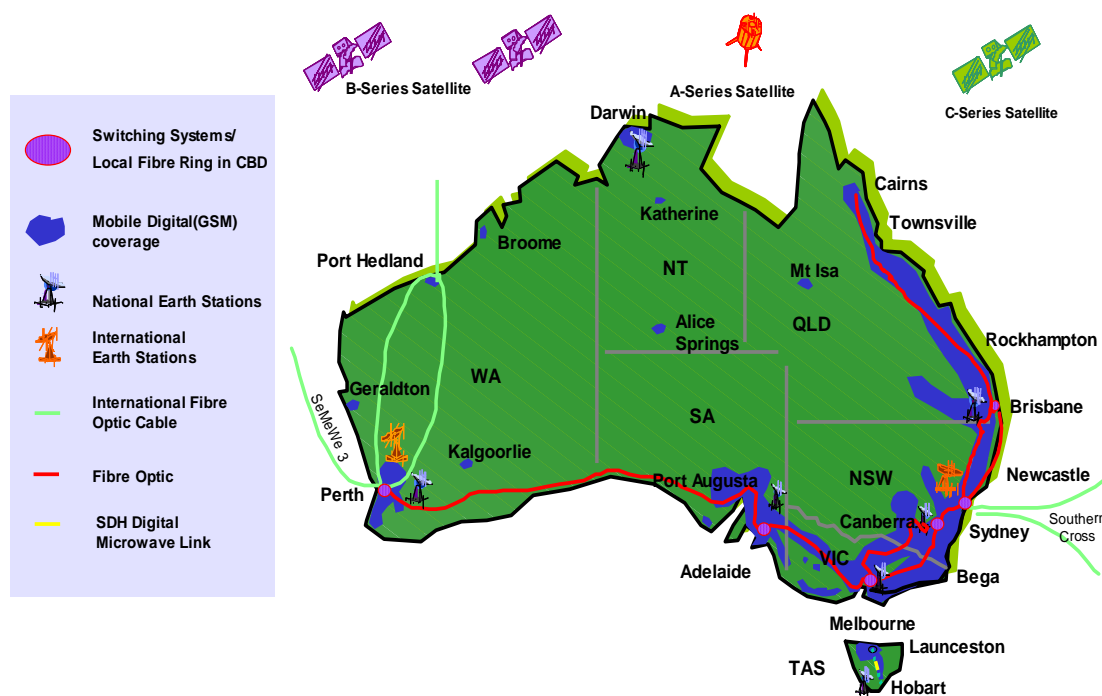 B-Series Satellite
A-Series Satellite
C-Series Satellite
Switching Systems/
Local Fibre Ring in CBD
Mobile Digital(GSM)
coverage
National Earth Stations
International
Earth Stations
International Fibre
Optic Cable
Fibre Optic
SDH Digital
Microwave Link
Darwin
Cairns
Katherine
Townsville
Broome
Port Hedland
NT
Mt Isa
Alice
Springs
QLD
Rockhampton
WA
Geraldton
SA
Brisbane
SeMeWe 3
Kalgoorlie
Port Augusta
NSW
Newcastle
Perth
Canberra
Sydney
Southern
Cross
VIC
Adelaide
Bega
Melbourne
Launceston
TAS
Hobart